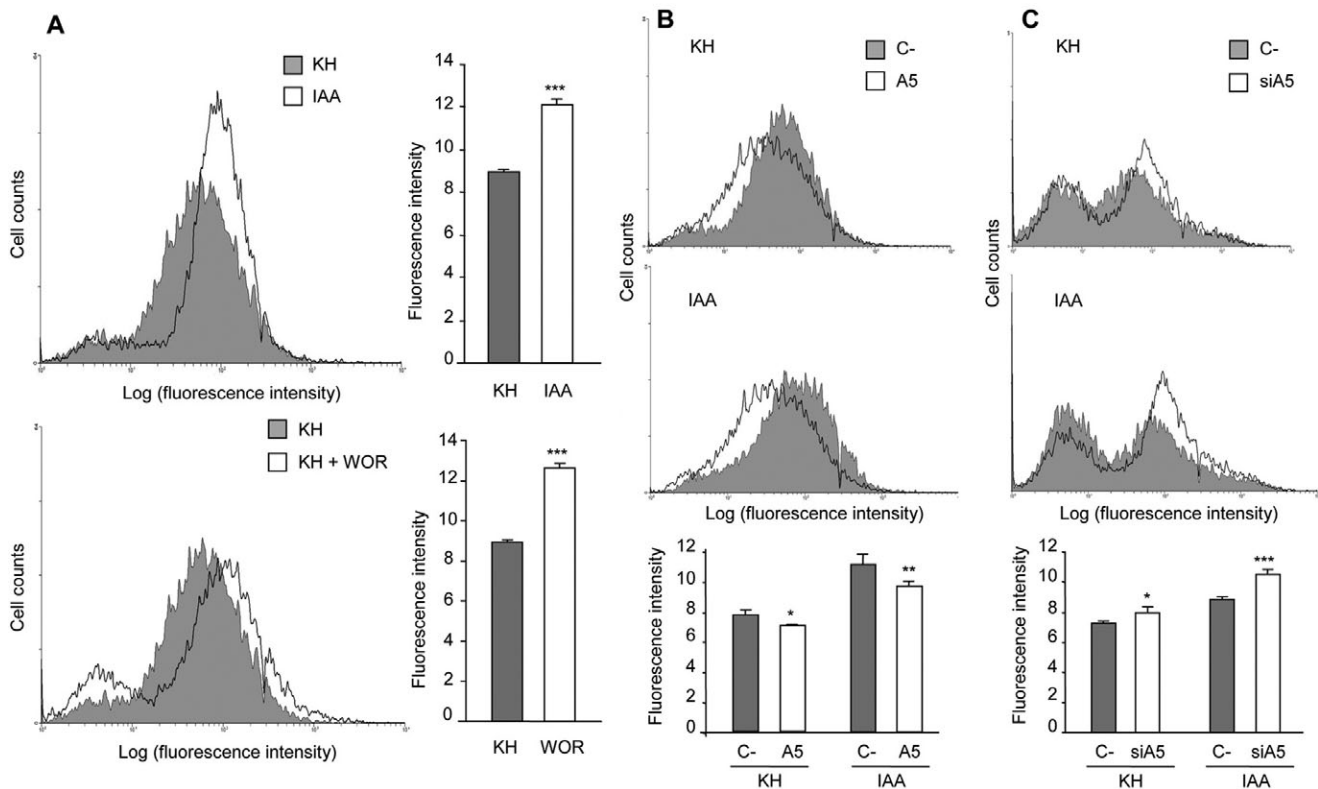 A
KH
IAA
Cell counts
Log (fluorescence intensity)
Fluorescence intensity
14
12
10
8
6
4
2
0
***
KH IAA
KH
KH + WOR
Cell counts
Log (fluorescence intensity)
Fluorescence intensity
14
12
10
8
6
4
2
0
***
KH WOR
B
KH
C-
A5
Cell counts
IAA
Log (fluorescence intensity)
Fluorescence intensity
12
10
8
6
4
2
0
*
**
C- A5 C- A5
KH IAA
C
KH
C-
siA5
Cell counts
IAA
Log (fluorescence intensity)
Fluorescence intensity
12
10
8
6
4
2
0
*
***
C- siA5 C- siA5
KH IAA